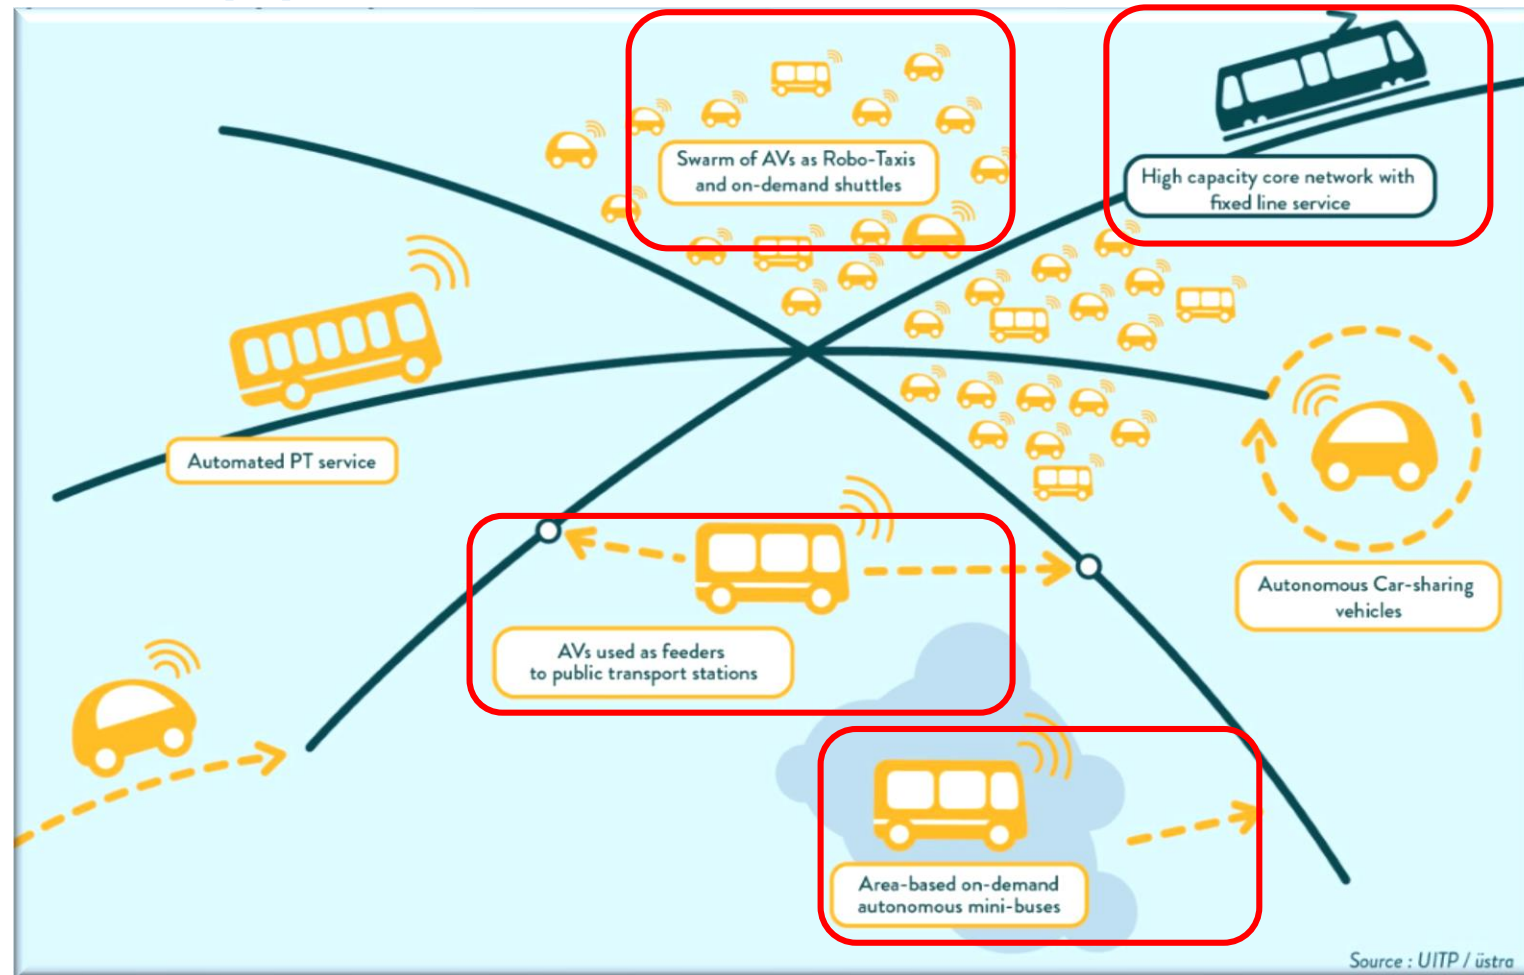 Swarm of AVs as Robo-Taxis
and on-demand shuttles
High capacity core network with
fixed line service
Automated PT service
Autonomous Car-sharing
vehicles
AVs used as feeders
to public transport stations
Area-based on-demand
autonomous mini-buses
Source : UITP / üstra